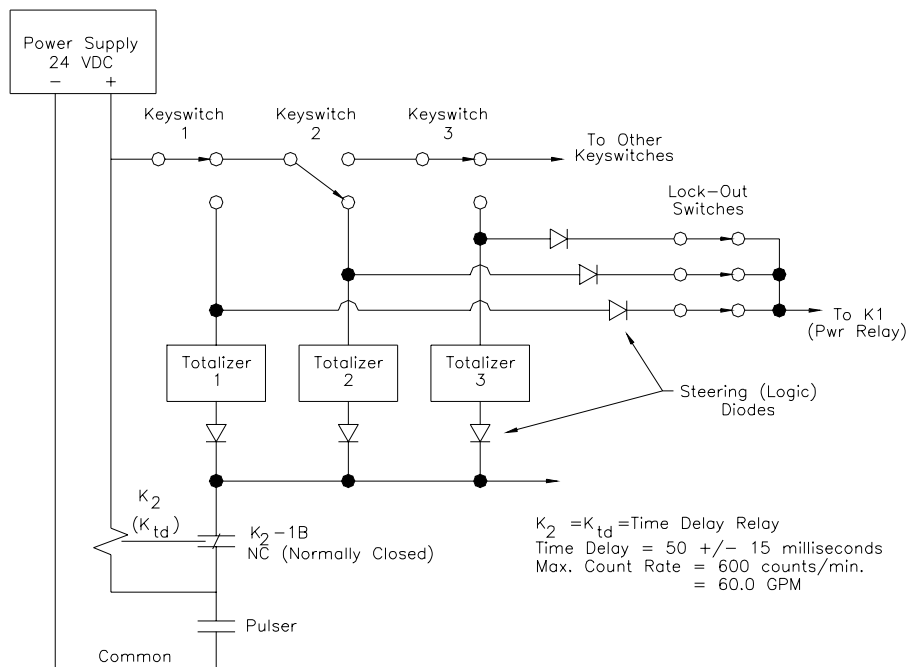 Power Supply
24 VDC
− +
Keyswitch
1
Keyswitch
2
Keyswitch
3
To Other
Keyswitches
Lock-Out
Switches
To K1
(Pwr Relay)
Totalizer
1
Totalizer
2
Totalizer
3
Steering (Logic)
Diodes
K2
(Ktd)
K2-1B
NC (Normally Closed)
K2 =Ktd=Time Delay Relay
Time Delay = 50 +/- 15 milliseconds
Max. Count Rate = 600 counts/min.
= 60.0 GPM
Pulser
Common